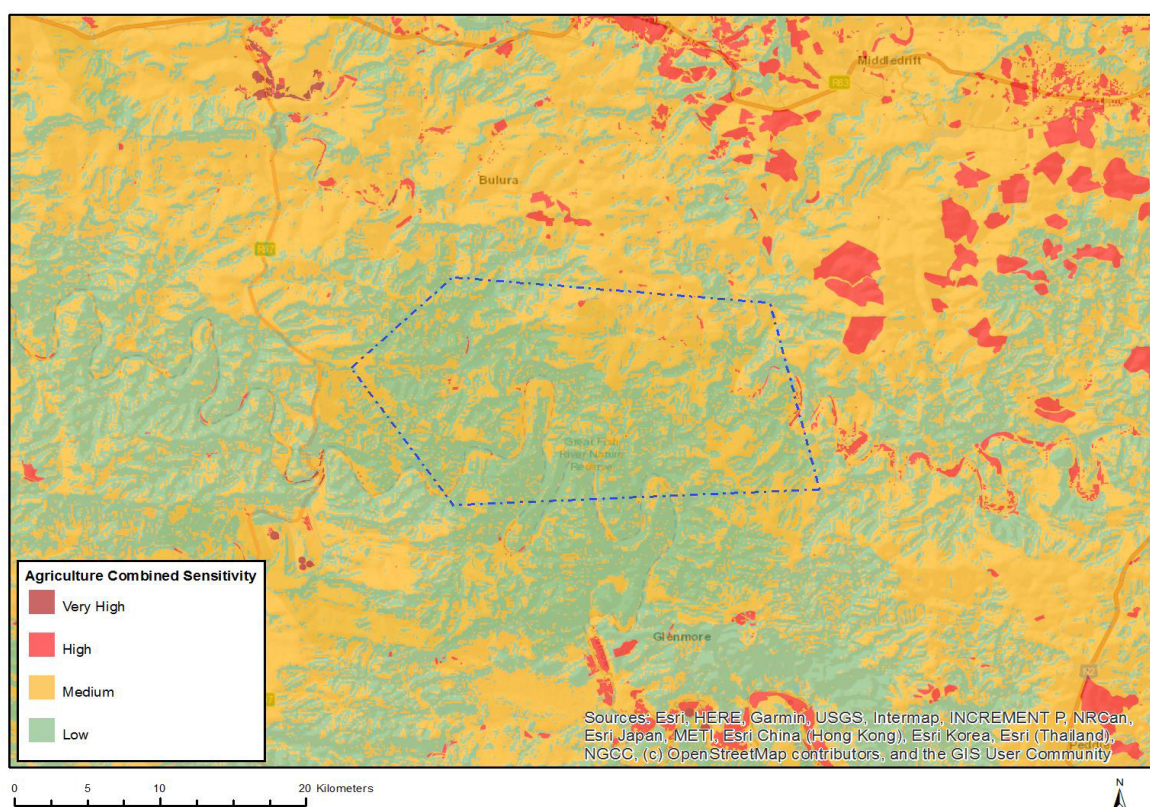 Middledrift
R63
Bulura
R67
Great Fish
River Nature
Reserve
Glenmore
Agriculture Combined Sensitivity
Very High
High
Medium
Low
Sources: Esri, HERE, Garmin, USGS, Intermap, INCREMENT P, NRCan,
Esri Japan, METI, Esri China (Hong Kong), Esri Korea, Esri (Thailand),
NGCC, (c) OpenStreetMap contributors, and the GIS User Community
Peddie
0 5 10 20 Kilometers
N